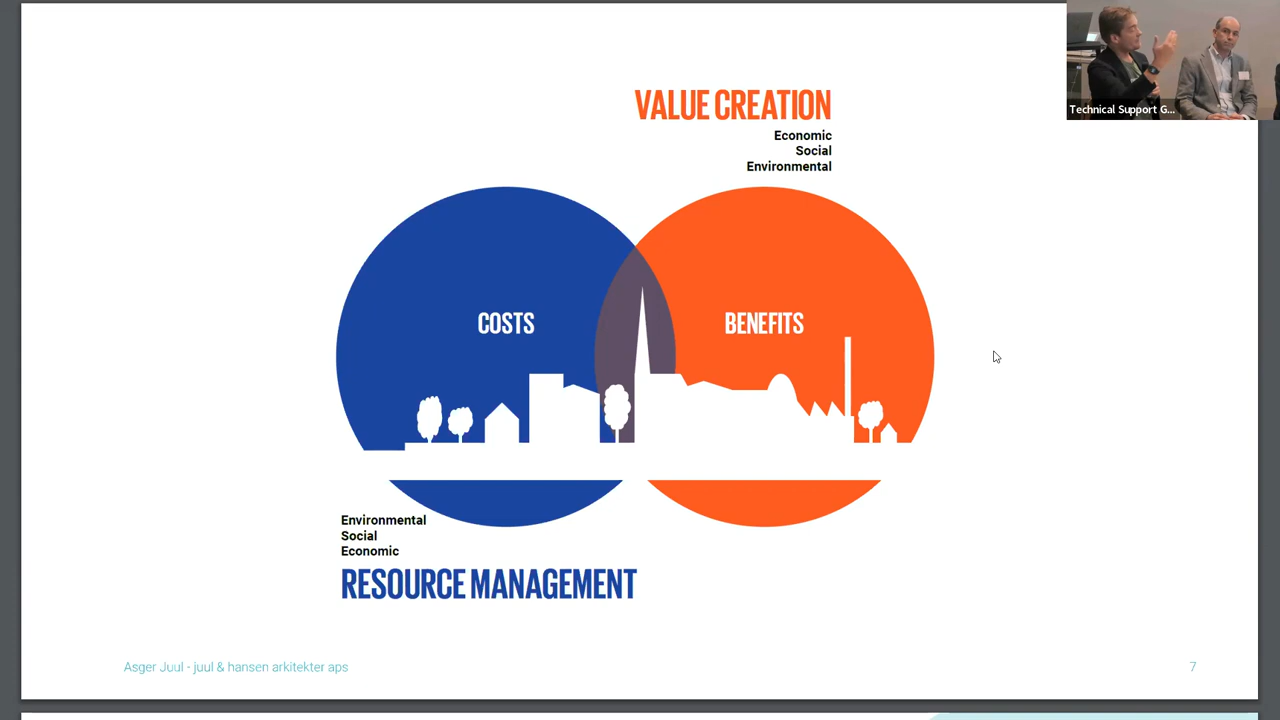 Technical Support G...
VALUE CREATION
Economic
Social
Environmental
COSTS
BENEFITS
Environmental
Social
Economic
RESOURCE MANAGEMENT
Asger Juul - juul & hansen arkitekter aps
7